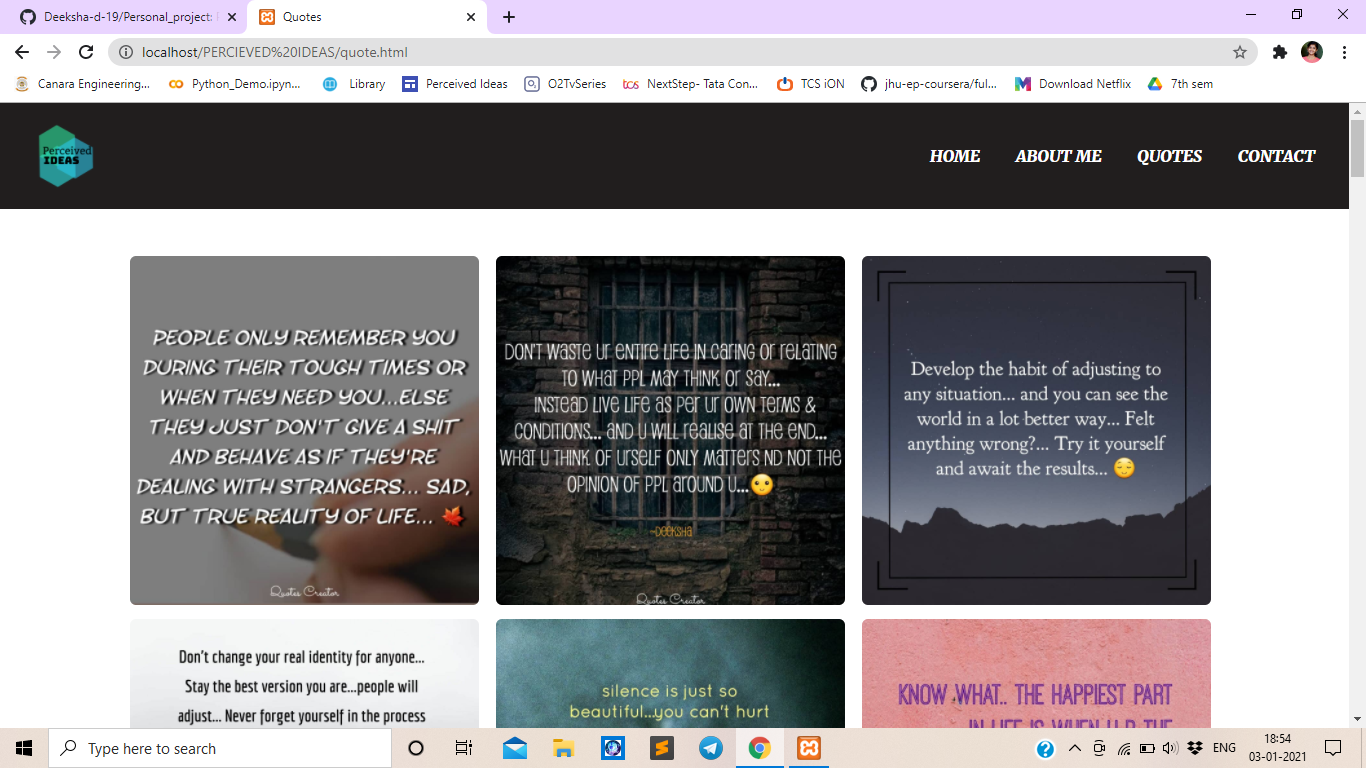 Deeksha-d-19/Personal_project:
Quotes
localhost/PERCIEVED%20IDEAS/quote.html
Canara Engineering...
Python_Demo.ipyn...
Library
Perceived Ideas
O2TvSeries
tcs
NextStep- Tata Con...
TCS iON
jhu-ep-coursera/ful...
Download Netflix
7th sem
Perceived
IDEAS
HOME
ABOUT ME
QUOTES
CONTACT
PEOPLE ONLY REMEMBER YOU
DURING THEIR TOUGH TIMES OR
WHEN THEY NEED YOU...ELSE
THEY JUST DON'T GIVE A SHIT
AND BEHAVE AS IF THEY'RE
DEALING WITH STRANGERS... SAD,
BUT TRUE REALITY OF LIFE... 🍁
Quotes Creator
DON'T WASTE Ur ENTIRE LIFE IN CARING Or rELATING
TO WHAT PPL MAY THINK Or SAY...
INSTEAD LIVE LIFE AS PEr Ur OWN TERMS &
CONDITIONS... AND U WILL rEALISE AT THE END...
WHAT U THINK OF UrSELF ONLY MATTERS ND NOT THE
OPINION OF PPL ArOUND U...🙂
~DEEKSHA
Quotes Creator
Develop the habit of adjusting to
any situation... and you can see the
world in a lot better way... Felt
anything wrong?... Try it yourself
and await the results... 😌
Don't change your real identity for anyone...
Stay the best version you are...people will
adjust... Never forget yourself in the process
silence is just so
beautiful...you can't hurt
KNOW WHAT.. THE HAPPIEST PART
IN LIFE IS WHEN U R THE
Type here to search
ENG
18:54
03-01-2021